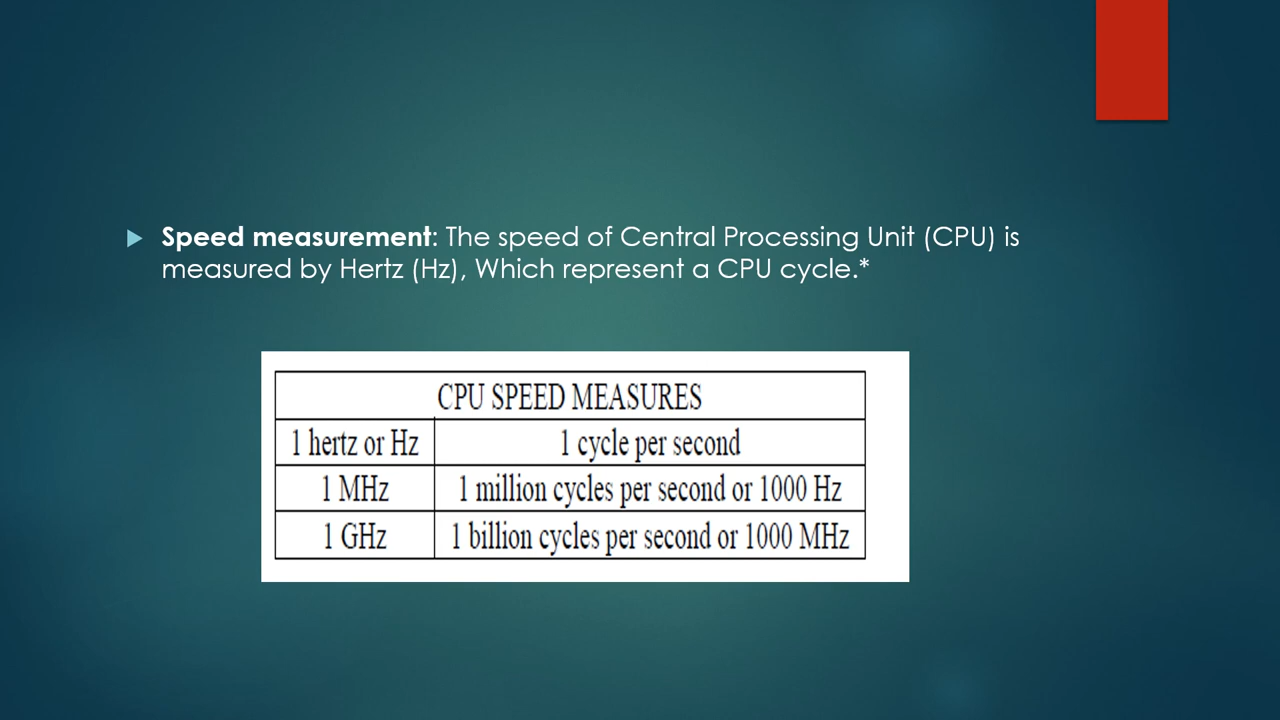 Speed measurement: The speed of Central Processing Unit (CPU) is
measured by Hertz (Hz), Which represent a CPU cycle.*
CPU SPEED MEASURES
1 hertz or Hz 1 cycle per second
1 MHz 1 million cycles per second or 1000 Hz
1 GHz 1 billion cycles per second or 1000 MHz